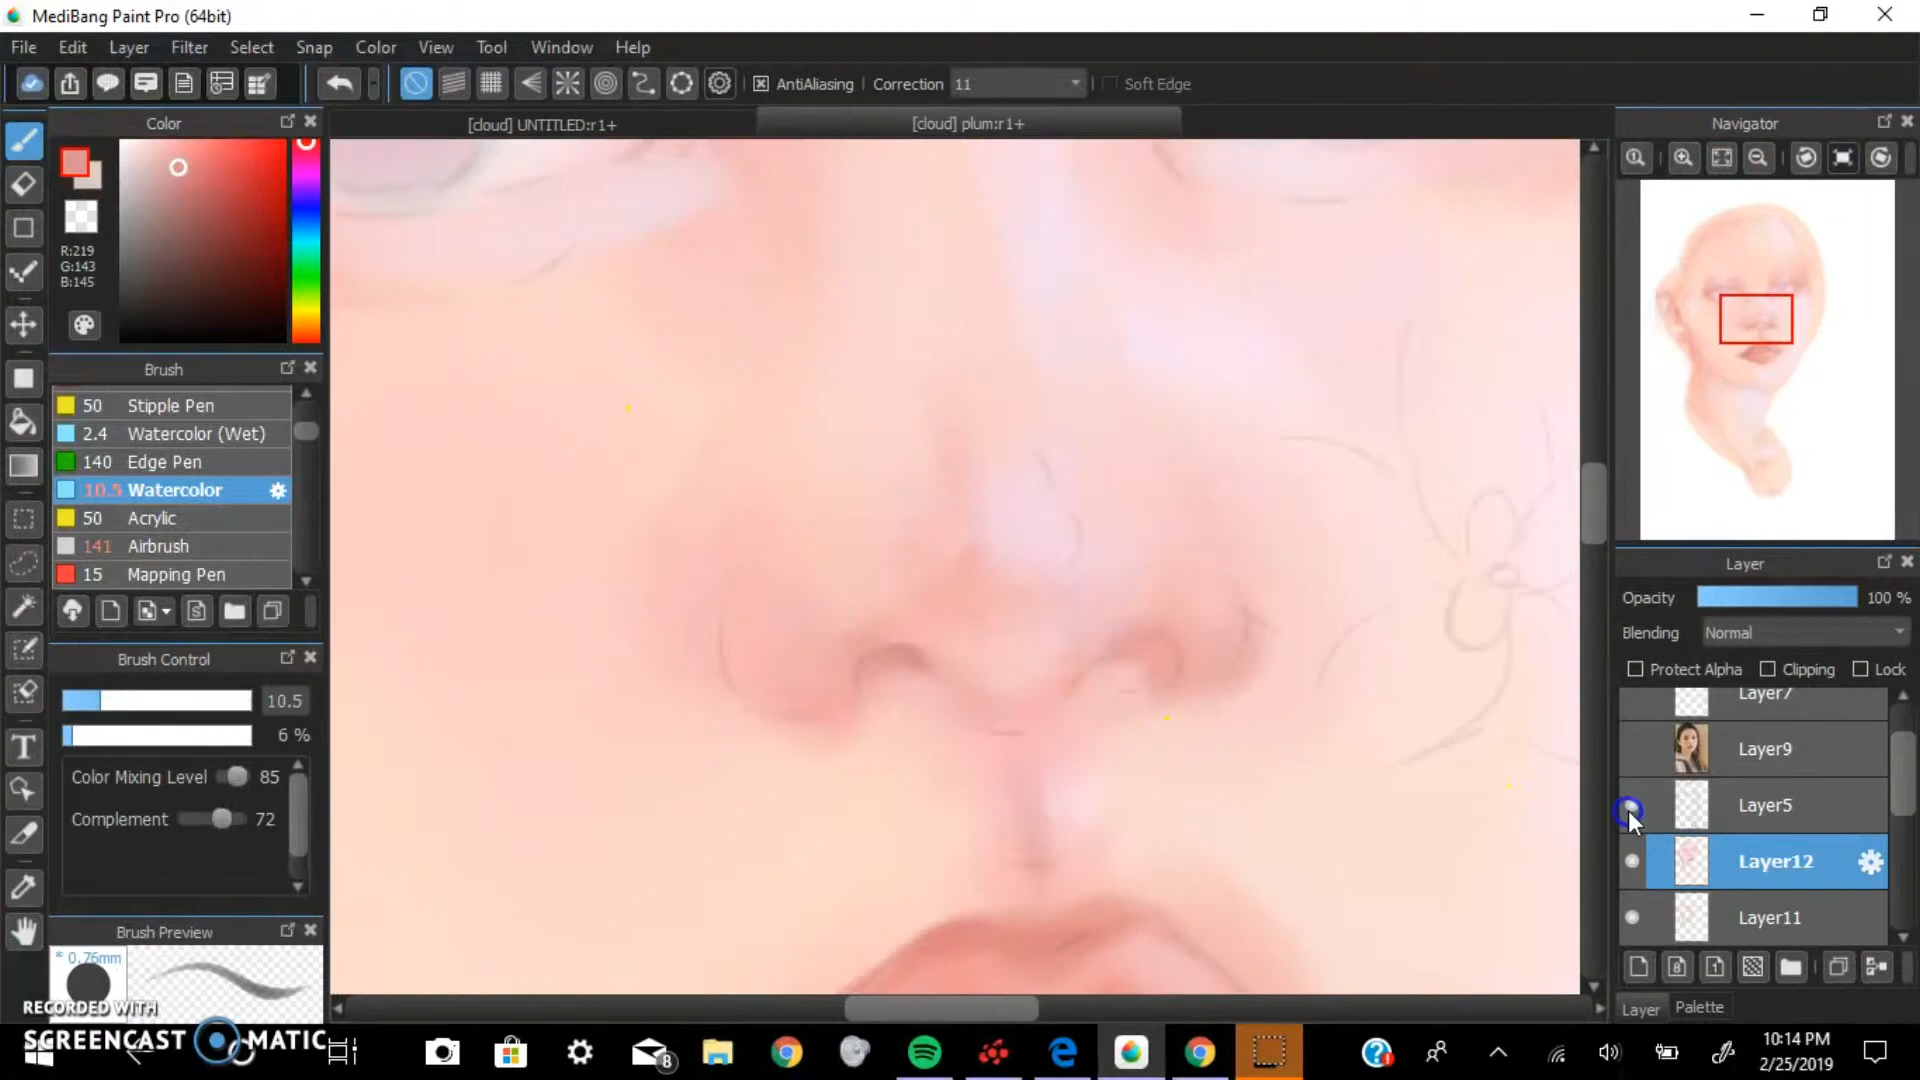 MediBang Paint Pro (64bit)
File Edit Layer Filter Select Snap Color View Tool Window Help
AntiAliasing Correction 11 Soft Edge
Color
[cloud] UNTITLED:r1+
[cloud] plum:r1+
Navigator
R:219
G:143
B:145
Brush
50 Stipple Pen
2.4 Watercolor (Wet)
140 Edge Pen
10.5 Watercolor
50 Acrylic
141 Airbrush
15 Mapping Pen
Brush Control
10.5
6 %
Color Mixing Level 85
Complement 72
Brush Preview
* 0.76mm
Layer
Opacity 100 %
Blending Normal
Protect Alpha Clipping Lock
Layer7
Layer9
Layer5
Layer12
Layer11
Layer Palette
RECORDED WITH
SCREENCAST MATIC
8
10:14 PM
2/25/2019